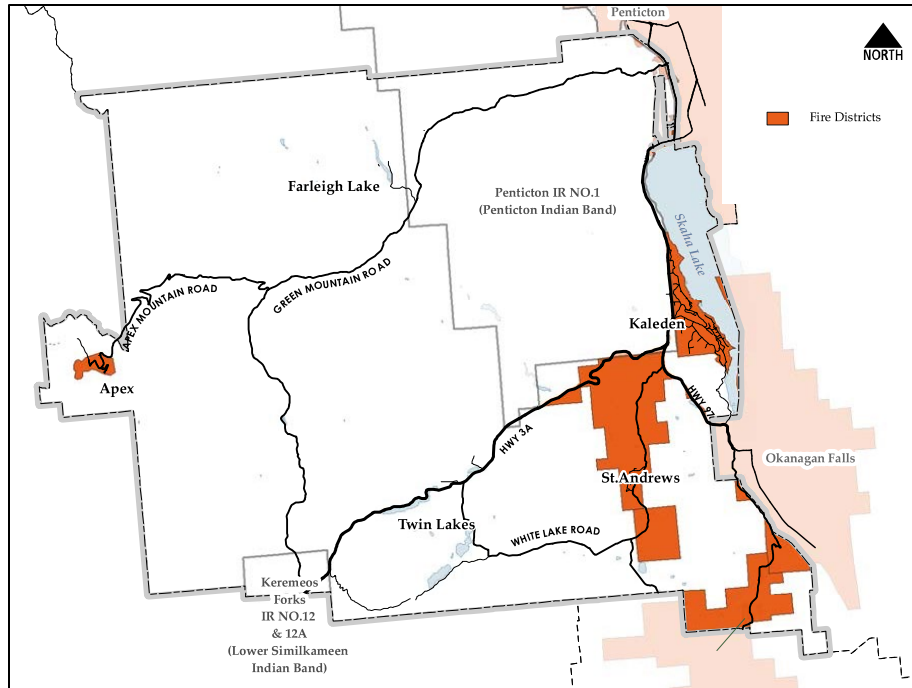 Penticton
NORTH
Fire Districts
Farleigh Lake
Penticton IR NO.1
(Penticton Indian Band)
Skaha Lake
GREEN MOUNTAIN ROAD
APEX MOUNTAIN ROAD
Kaleden
Apex
HWY 97
HWY 3A
Okanagan Falls
St.Andrews
Twin Lakes
WHITE LAKE ROAD
Keremeos
Forks
IR NO.12
& 12A
(Lower Similkameen
Indian Band)